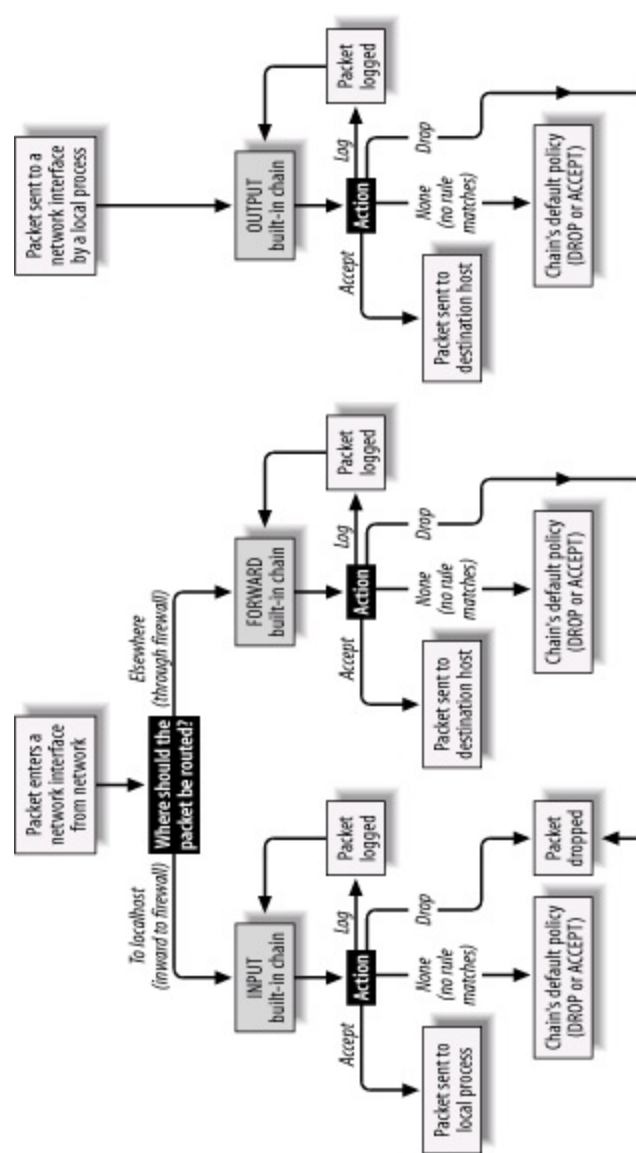 Packet enters a
network interface
from network
Where should the
packet be routed?
To localhost
(inward to firewall)
Elsewhere
(through firewall)
INPUT
built-in chain
Packet
logged
Log
Action
Accept
None
(no rule
matches)
Drop
Packet sent to
local process
Chain's default policy
(DROP or ACCEPT)
Packet
dropped
FORWARD
built-in chain
Packet
logged
Log
Action
Accept
None
(no rule
matches)
Drop
Packet sent to
destination host
Chain's default policy
(DROP or ACCEPT)
Packet sent to a
network interface
by a local process
OUTPUT
built-in chain
Packet
logged
Log
Action
Accept
None
(no rule
matches)
Drop
Packet sent to
destination host
Chain's default policy
(DROP or ACCEPT)